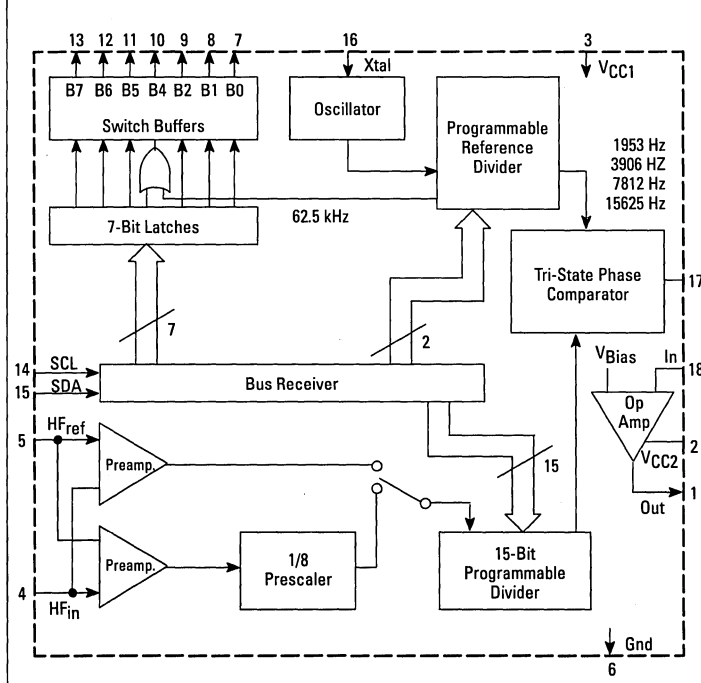 13 12 11 10 9 8 7
16
3
Xtal
VCC1
B7 B6 B5 B4 B2 B1 B0
Switch Buffers
Oscillator
Programmable
Reference
Divider
1953 Hz
3906 HZ
7812 Hz
15625 Hz
62.5 kHz
7-Bit Latches
Tri-State Phase
Comparator
17
7
2
14 SCL
15 SDA
Bus Receiver
VBias
In
18
Op
Amp
VCC2
2
1
Out
5
HFref
Preamp.
15
Preamp.
1/8
Prescaler
15-Bit
Programmable
Divider
4
HFin
Gnd
6